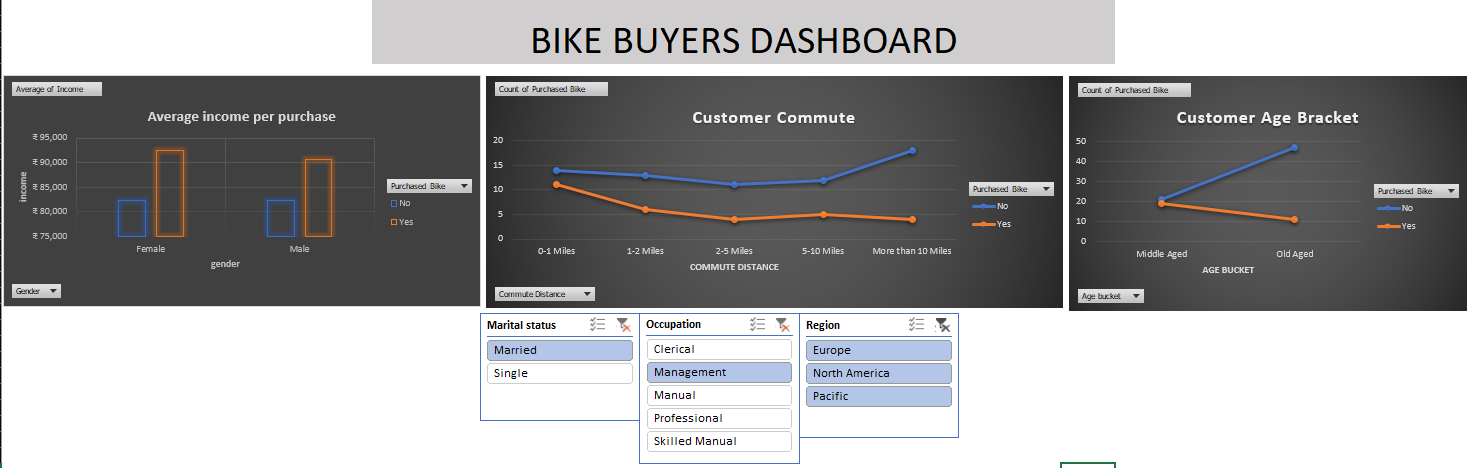 BIKE BUYERS DASHBOARD
Average of Income
Average income per purchase
₹ 95,000
₹ 90,000
₹ 85,000
₹ 80,000
₹ 75,000
income
Female
Male
gender
Purchased Bike
No
Yes
Gender
Count of Purchased Bike
Customer Commute
20
15
10
5
0
0-1 Miles
1-2 Miles
2-5 Miles
5-10 Miles
More than 10 Miles
COMMUTE DISTANCE
Purchased Bike
No
Yes
Commute Distance
Count of Purchased Bike
Customer Age Bracket
50
40
30
20
10
0
Middle Aged
Old Aged
AGE BUCKET
Purchased Bike
No
Yes
Age bucket
Marital status
Married
Single
Occupation
Clerical
Management
Manual
Professional
Skilled Manual
Region
Europe
North America
Pacific